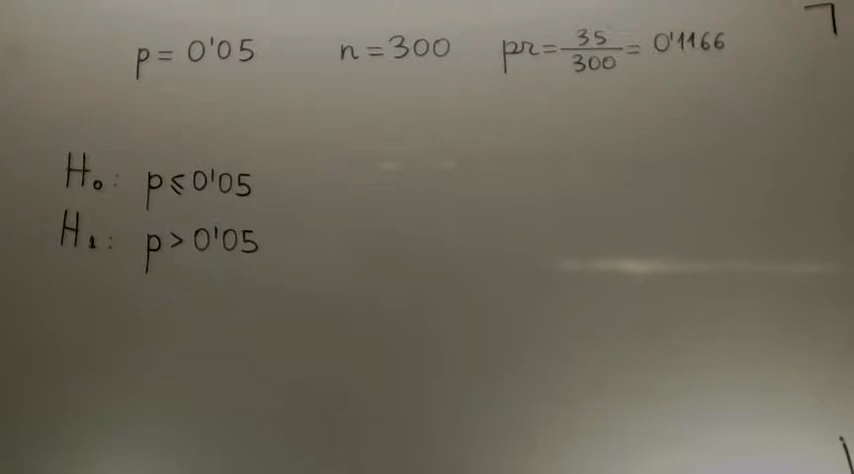 p = 0'05 n = 300 pr = 35/300 = 0'1166
H₀: p ≤ 0'05
H₁: p > 0'05